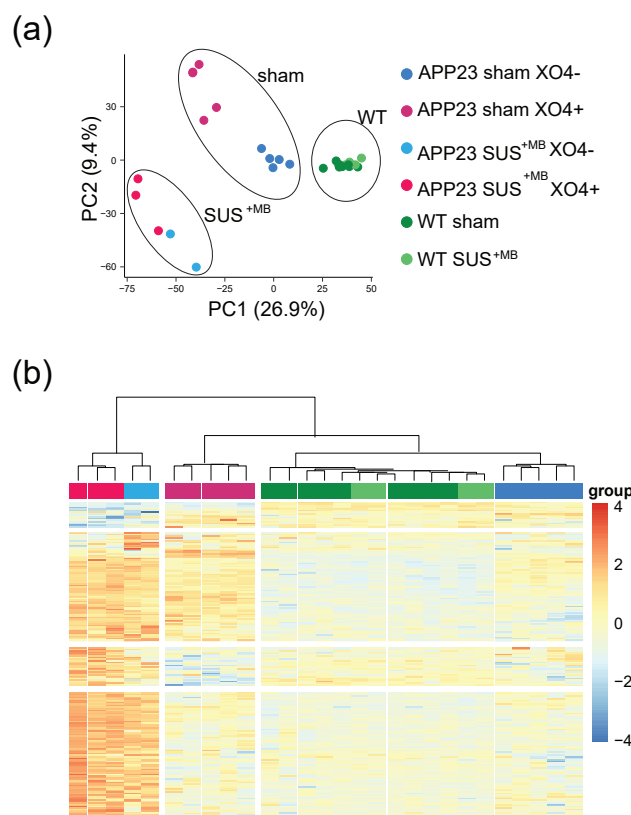 (a)
sham
WT
SUS+MB
PC2 (9.4%)
30
0
−30
−60
−75
−50
−25
0
25
50
PC1 (26.9%)
APP23 sham XO4-
APP23 sham XO4+
APP23 SUS+MB XO4-
APP23 SUS+MB XO4+
WT sham
WT SUS+MB
(b)
group
4
2
0
−2
−4